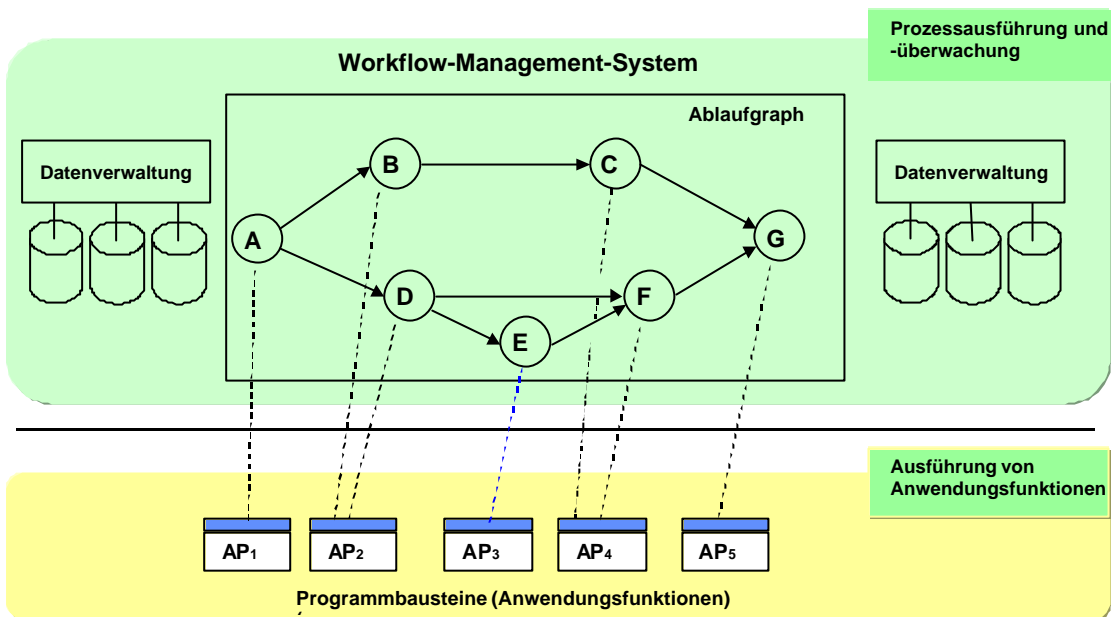 Prozessausführung und
-überwachung
Workflow-Management-System
Ablaufgraph
Datenverwaltung
Datenverwaltung
B
C
A
G
D
F
E
Ausführung von
Anwendungsfunktionen
AP1
AP2
AP3
AP4
AP5
Programmbausteine (Anwendungsfunktionen)